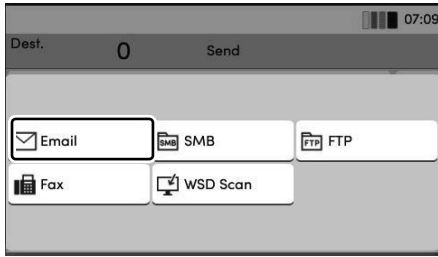 07:09
Dest. 0 Send
Email SMB SMB FTP FTP
Fax WSD Scan